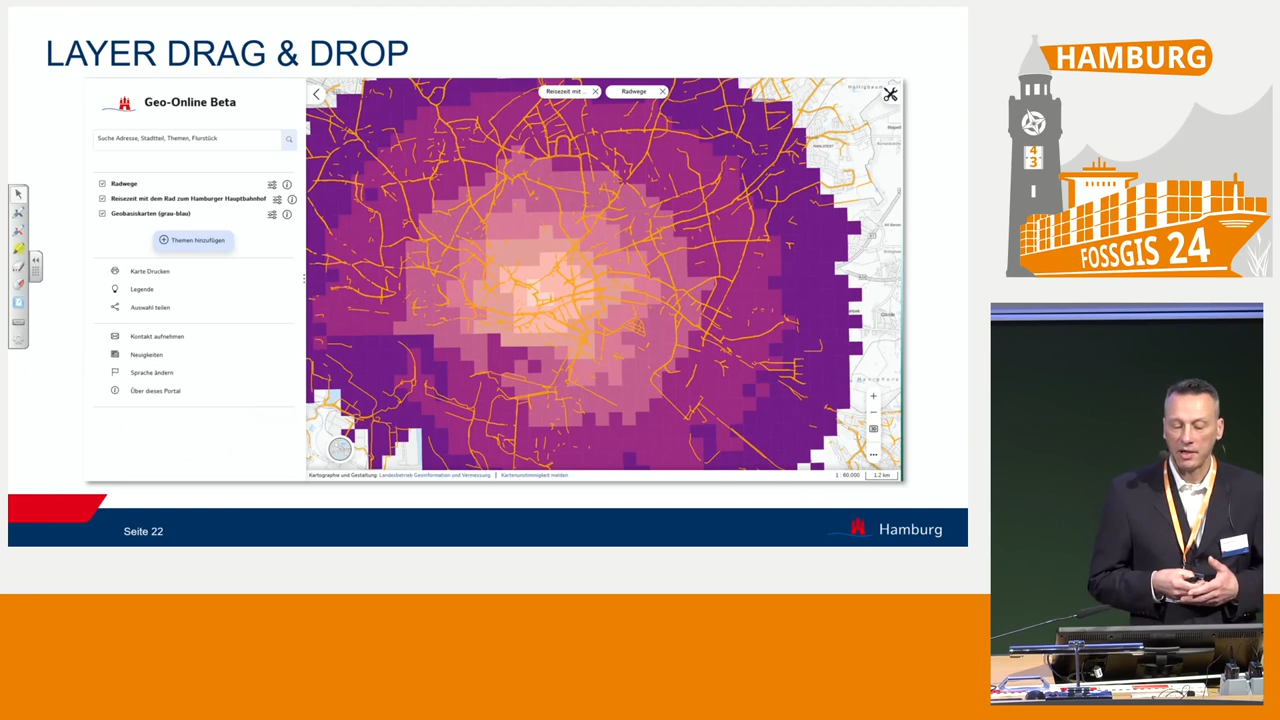 LAYER DRAG & DROP
Geo-Online Beta
Suche Adresse, Stadtteil, Themen, Flurstück
Radwege
Reisezeit mit dem Rad zum Hamburger Hauptbahnhof
Geobasiskarten (grau-blau)
Themen hinzufügen
Karte Drucken
Legende
Auswahl teilen
Kontakt aufnehmen
Neuigkeiten
Sprache ändern
Über dieses Portal
Reisezeit mit ..
Radwege
3D
Kartographie und Gestaltung: Landesbetrieb Geoinformation und Vermessung | Kartenunstimmigkeit melden
1 : 60.000
1.2 km
Seite 22
Hamburg
HAMBURG
4
3
FOSSGIS 24